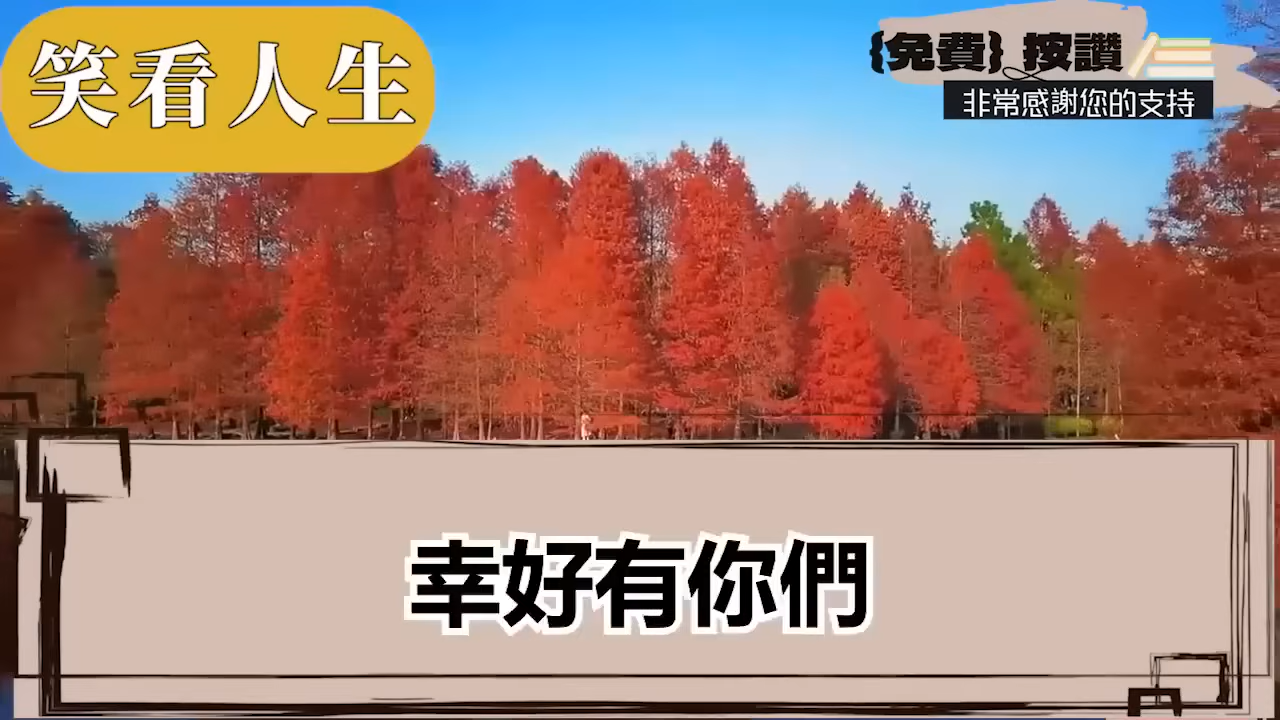 笑看人生
{免費} 按讚
非常感謝您的支持
幸好有你們